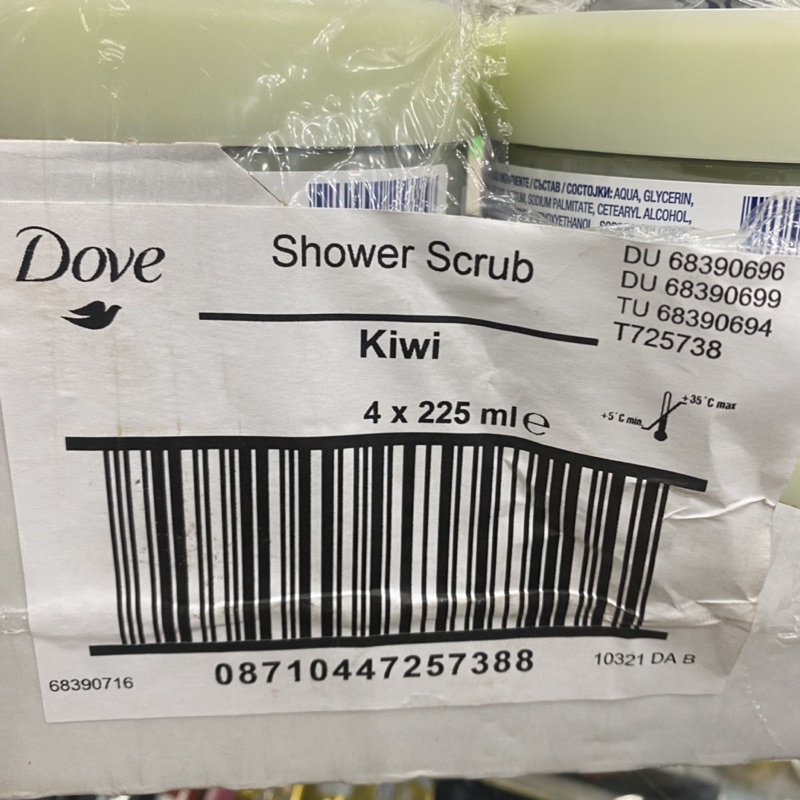 INGREDIENTE / СЪСТАВ / СОСТОЈКИ: AQUA, GLYCERIN,
SODIUM PALMITATE, CETEARYL ALCOHOL,
Dove
Shower Scrub
Kiwi
4 x 225 ml e
DU 68390696
DU 68390699
TU 68390694
T725738
+5°C min
+35°C max
08710447257388
68390716
10321 DA B